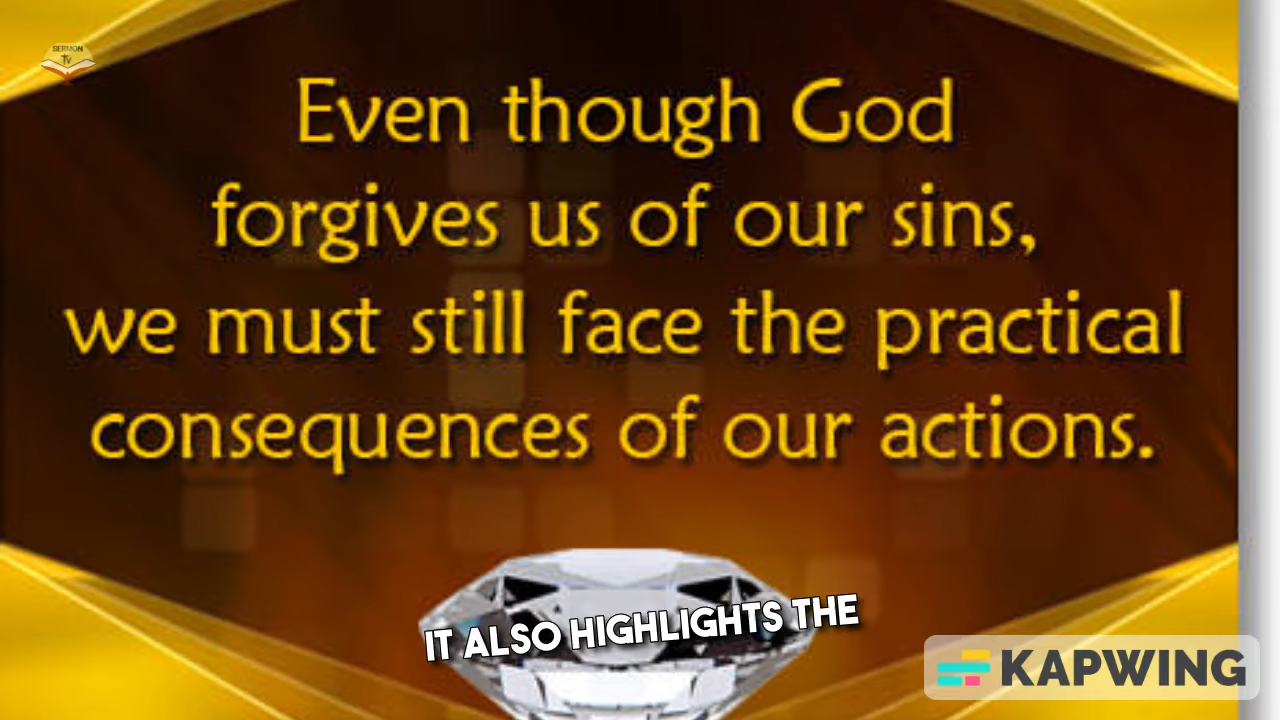 SERMON
TV
Even though God
forgives us of our sins,
we must still face the practical
consequences of our actions.
IT ALSO HIGHLIGHTS THE
KAPWING